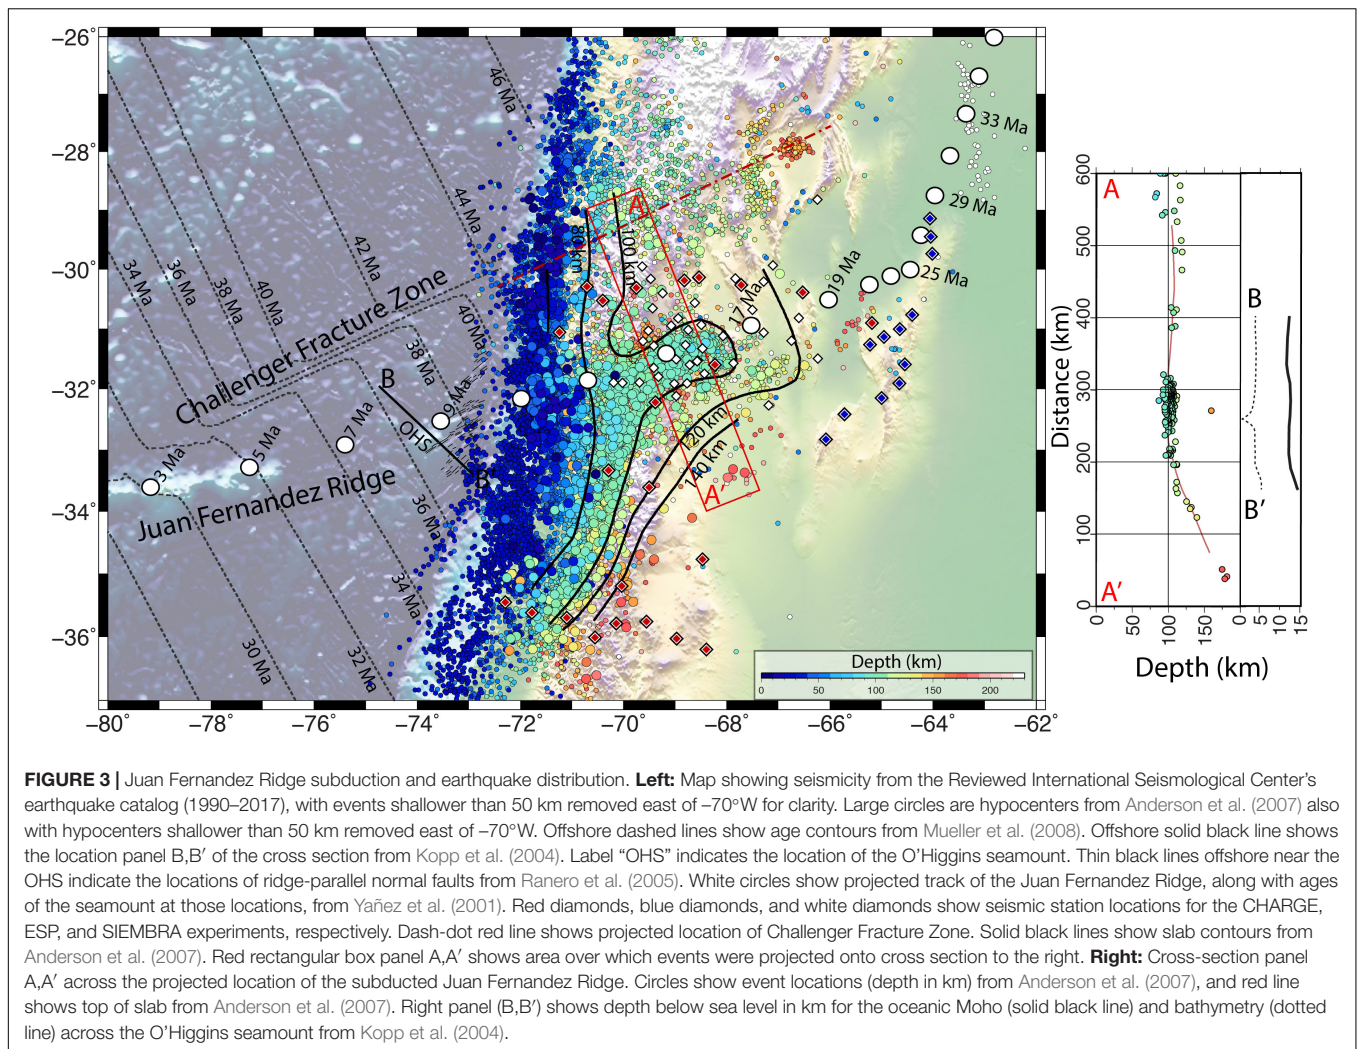 −26°
−28°
−30°
−32°
−34°
−36°
−80°
−78°
−76°
−74°
−72°
−70°
−68°
−66°
−64°
−62°
46 Ma
44 Ma
42 Ma
40 Ma
38 Ma
36 Ma
34 Ma
Challenger Fracture Zone
40 Ma
38 Ma
36 Ma
34 Ma
32 Ma
30 Ma
Juan Fernandez Ridge
3 Ma
5 Ma
7 Ma
9 Ma
OHS
B
B′
80 km
100 km
120 km
140 km
A
A′
17 Ma
19 Ma
25 Ma
29 Ma
33 Ma
Depth (km)
0
50
100
150
200
Distance (km)
600
500
400
300
200
100
0
A
A′
B
B′
0
50
100
150
0
5
10
15
Depth (km)
FIGURE 3 | Juan Fernandez Ridge subduction and earthquake distribution. Left: Map showing seismicity from the Reviewed International Seismological Center's
earthquake catalog (1990–2017), with events shallower than 50 km removed east of –70°W for clarity. Large circles are hypocenters from Anderson et al. (2007) also
with hypocenters shallower than 50 km removed east of –70°W. Offshore dashed lines show age contours from Mueller et al. (2008). Offshore solid black line shows
the location panel B,B′ of the cross section from Kopp et al. (2004). Label "OHS" indicates the location of the O'Higgins seamount. Thin black lines offshore near the
OHS indicate the locations of ridge-parallel normal faults from Ranero et al. (2005). White circles show projected track of the Juan Fernandez Ridge, along with ages
of the seamount at those locations, from Yañez et al. (2001). Red diamonds, blue diamonds, and white diamonds show seismic station locations for the CHARGE,
ESP, and SIEMBRA experiments, respectively. Dash-dot red line shows projected location of Challenger Fracture Zone. Solid black lines show slab contours from
Anderson et al. (2007). Red rectangular box panel A,A′ shows area over which events were projected onto cross section to the right. Right: Cross-section panel
A,A′ across the projected location of the subducted Juan Fernandez Ridge. Circles show event locations (depth in km) from Anderson et al. (2007), and red line
shows top of slab from Anderson et al. (2007). Right panel (B,B′) shows depth below sea level in km for the oceanic Moho (solid black line) and bathymetry (dotted
line) across the O'Higgins seamount from Kopp et al. (2004).